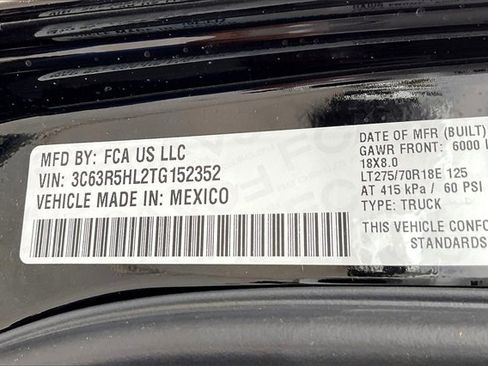 MFD BY: FCA US LLC
VIN: 3C63R5HL2TG152352
VEHICLE MADE IN: MEXICO
DATE OF MFR (BUILT)
GAWR FRONT: 6000
18X8.0
LT275/70R18E 125
AT 415 kPa / 60 PSI
TYPE: TRUCK
THIS VEHICLE CONFO
STANDARDS